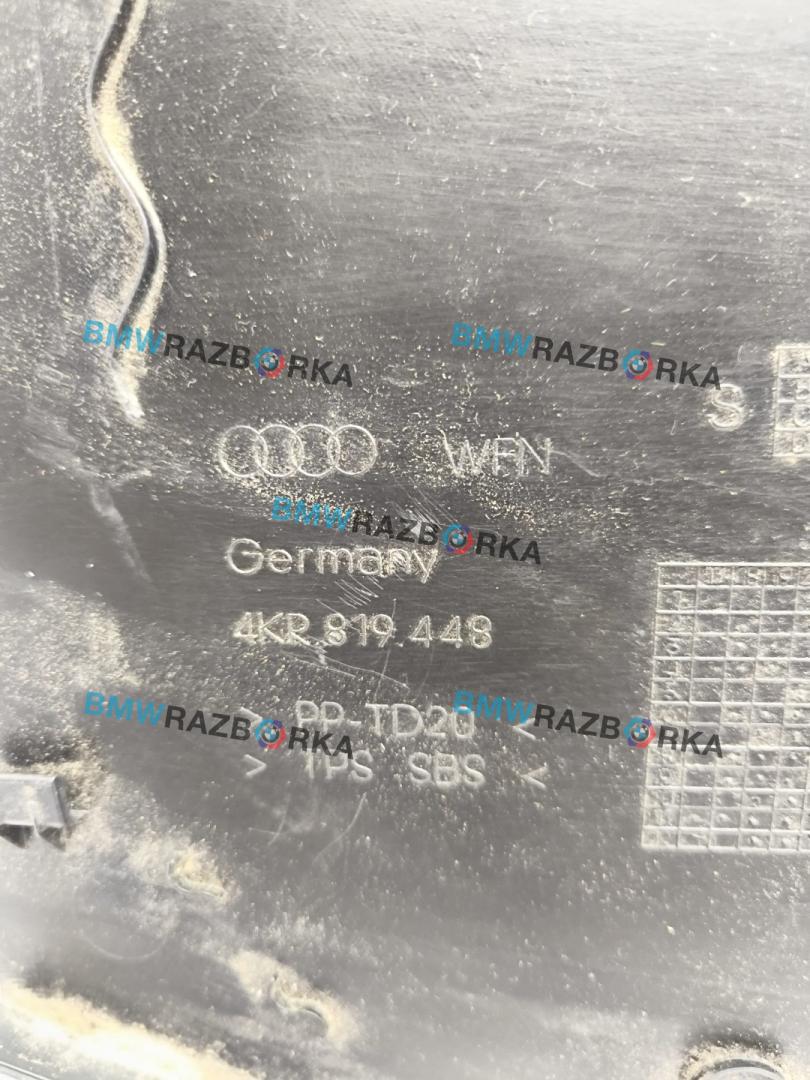 BMWRAZBORKA BMWRAZBORKA
S
WFN
BMWRAZBORKA
Germany
4KR.819.448
BMWRAZBORKA BMWRAZBORKA
> PP-TD20 <
> TPS SBS <